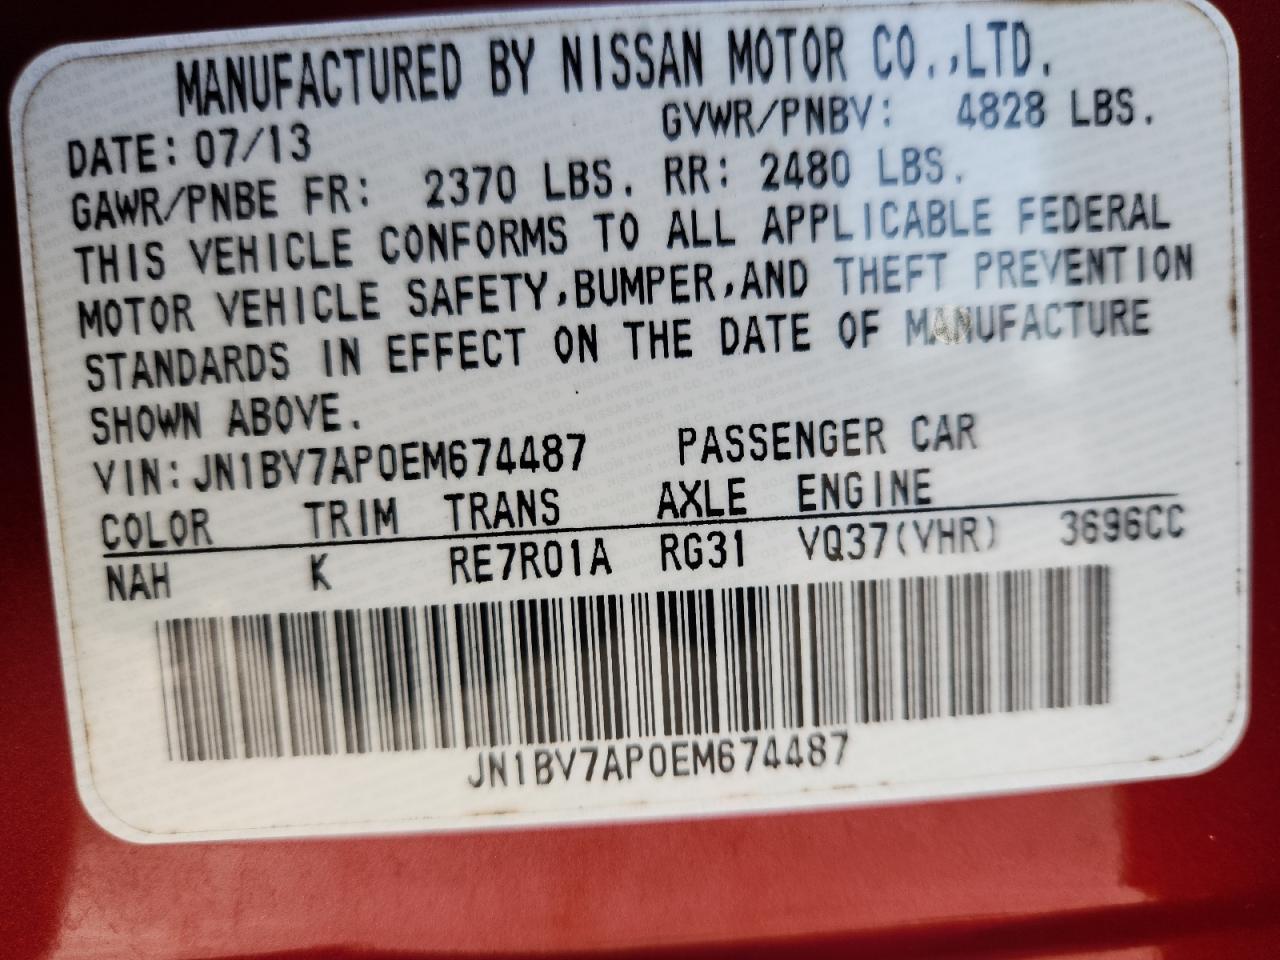 MANUFACTURED BY NISSAN MOTOR CO.,LTD.
DATE: 07/13 GVWR/PNBV: 4828 LBS.
GAWR/PNBE FR: 2370 LBS. RR: 2480 LBS.
THIS VEHICLE CONFORMS TO ALL APPLICABLE FEDERAL
MOTOR VEHICLE SAFETY,BUMPER,AND THEFT PREVENTION
STANDARDS IN EFFECT ON THE DATE OF MANUFACTURE
SHOWN ABOVE.
VIN: JN1BV7AP0EM674487 PASSENGER CAR
COLOR TRIM TRANS AXLE ENGINE
NAH K RE7R01A RG31 VQ37(VHR) 3696CC
JN1BV7AP0EM674487